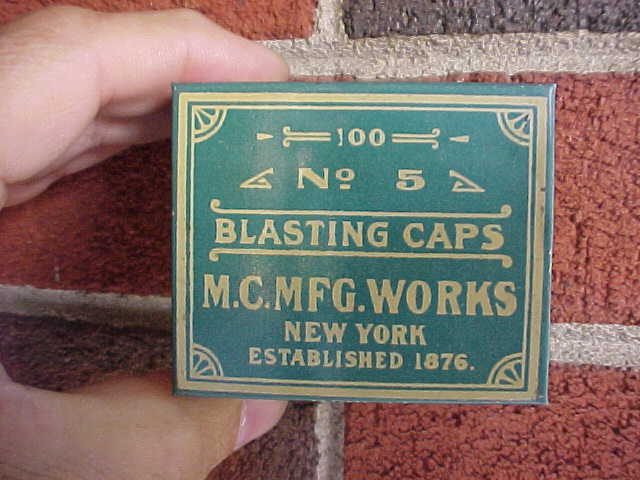 100
Nº 5
BLASTING CAPS
M.C.MFG.WORKS
NEW YORK
ESTABLISHED 1876.